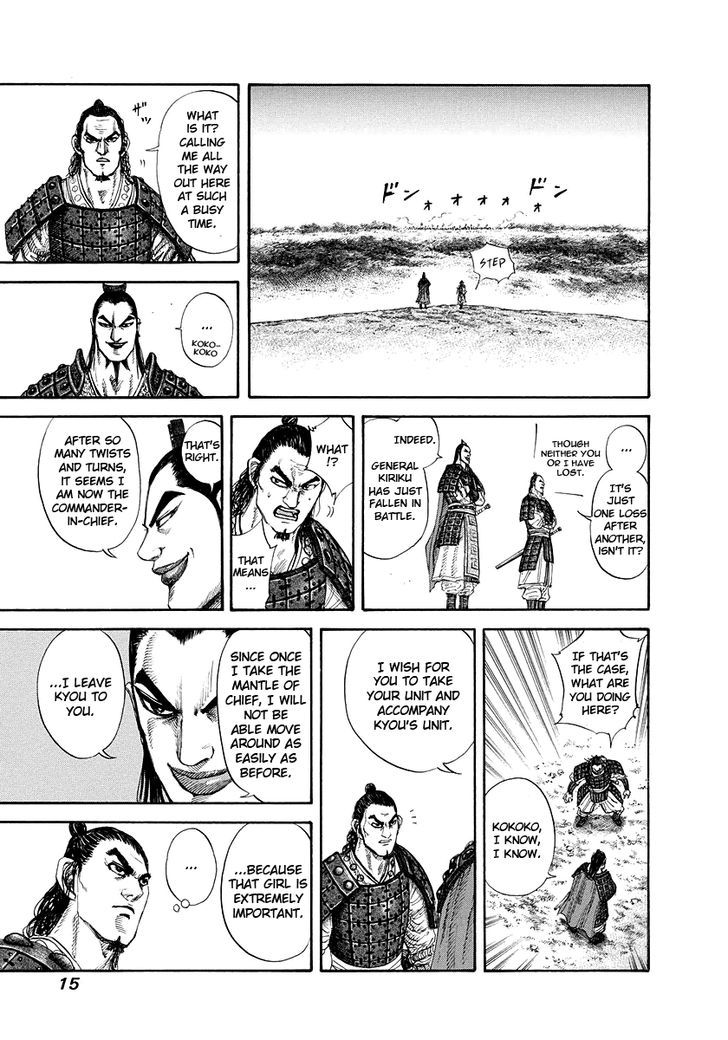 ドン
ォ
ォ
ォ
ォ
ドン
ォ
STEP
ザッ
WHAT
IS IT?
CALLING
ME ALL
THE WAY
OUT HERE
AT SUCH
A BUSY
TIME.
...
KOKO-
KOKO
...
IT'S
JUST
ONE LOSS
AFTER
ANOTHER,
ISN'T IT?
THOUGH
NEITHER YOU
OR I HAVE
LOST.
INDEED.
GENERAL
KIRIKU
HAS JUST
FALLEN IN
BATTLE.
WHAT
!?
THAT
MEANS
...
THAT'S
RIGHT.
AFTER SO
MANY TWISTS
AND TURNS,
IT SEEMS I
AM NOW THE
COMMANDER-
IN-CHIEF.
IF THAT'S
THE CASE,
WHAT ARE
YOU DOING
HERE?
KOKOKO,
I KNOW,
I KNOW.
I WISH FOR
YOU TO TAKE
YOUR UNIT AND
ACCOMPANY
KYOU'S UNIT.
SINCE ONCE
I TAKE THE
MANTLE OF
CHIEF, I WILL
NOT BE
ABLE MOVE
AROUND AS
EASILY AS
BEFORE.
...I LEAVE
KYOU TO
YOU.
...BECAUSE
THAT GIRL IS
EXTREMELY
IMPORTANT.
...
15